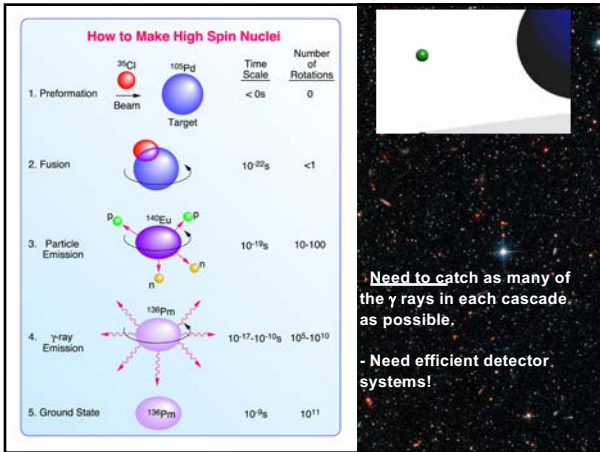 How to Make High Spin Nuclei
Time Scale
Number of Rotations
³⁵Cl
¹⁰⁵Pd
1. Preformation
Beam
Target
< 0s
0
2. Fusion
10⁻²²s
<1
3. Particle Emission
p
¹⁴⁰Eu
p
n
n
10⁻¹⁹s
10-100
4. γ-ray Emission
¹³⁶Pm
10⁻¹⁷-10⁻¹⁰s
10⁵-10¹⁰
5. Ground State
¹³⁶Pm
10⁻⁹s
10¹¹
Need to catch as many of
the γ rays in each cascade
as possible.
- Need efficient detector
systems!